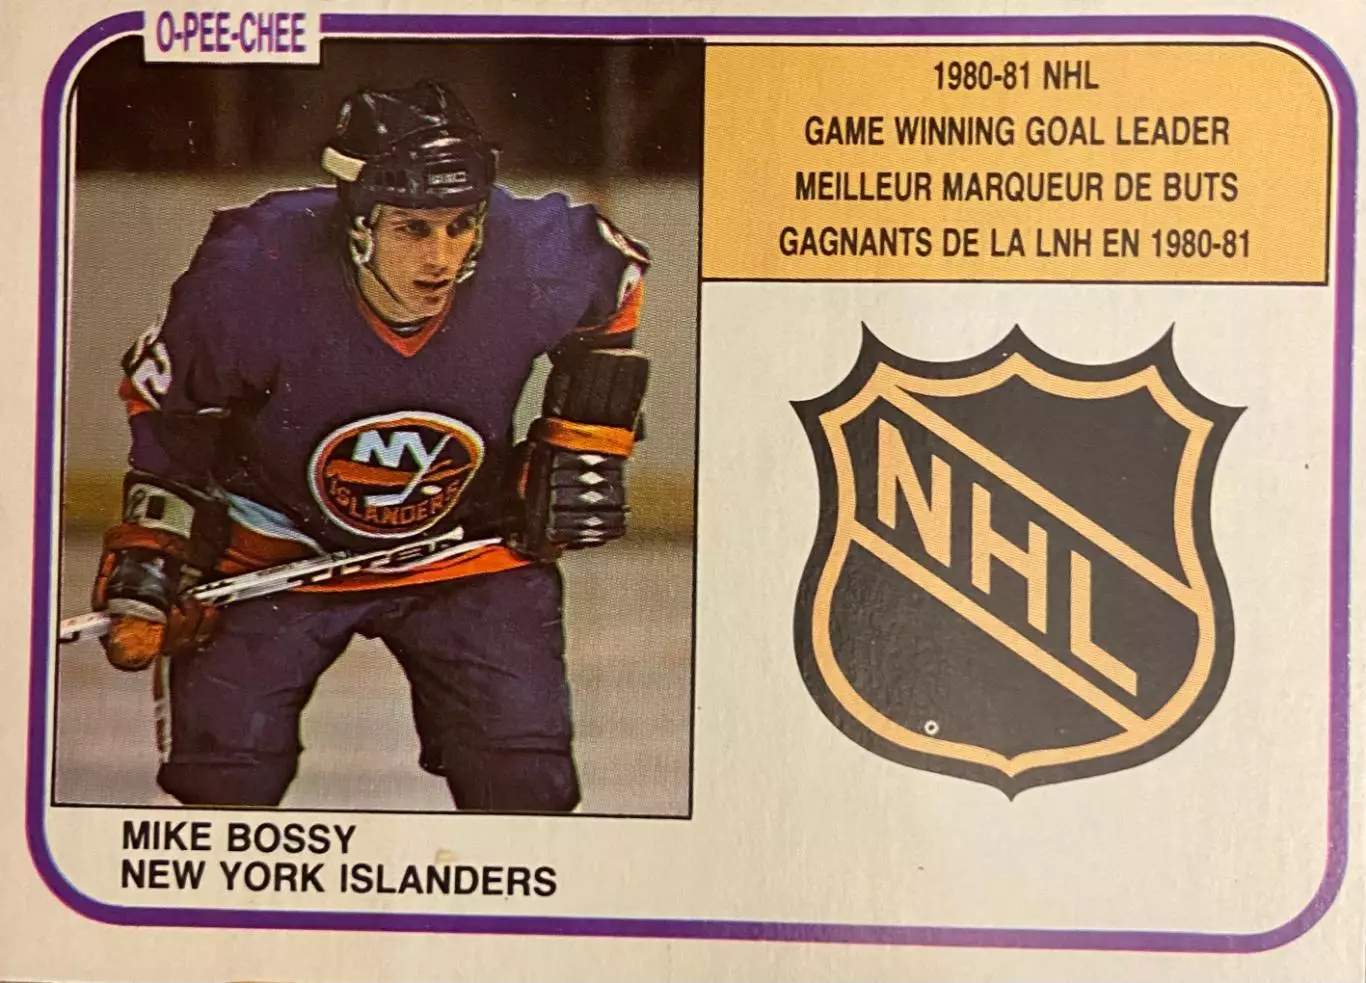 O-PEE-CHEE
1980-81 NHL
GAME WINNING GOAL LEADER
MEILLEUR MARQUEUR DE BUTS
GAGNANTS DE LA LNH EN 1980-81
22
NY
ISLANDERS
NHL
MIKE BOSSY
NEW YORK ISLANDERS